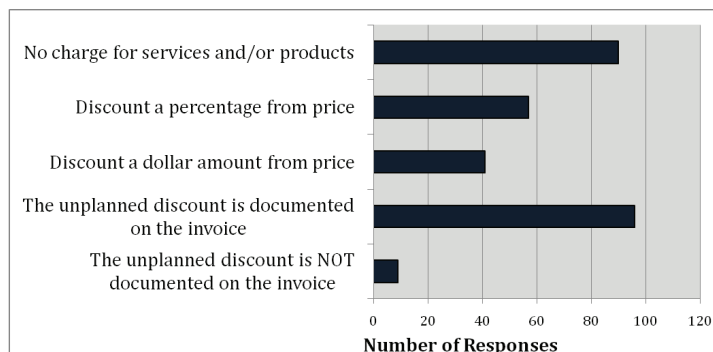 No charge for services and/or products
Discount a percentage from price
Discount a dollar amount from price
The unplanned discount is documented
on the invoice
The unplanned discount is NOT
documented on the invoice
0 20 40 60 80 100 120
Number of Responses